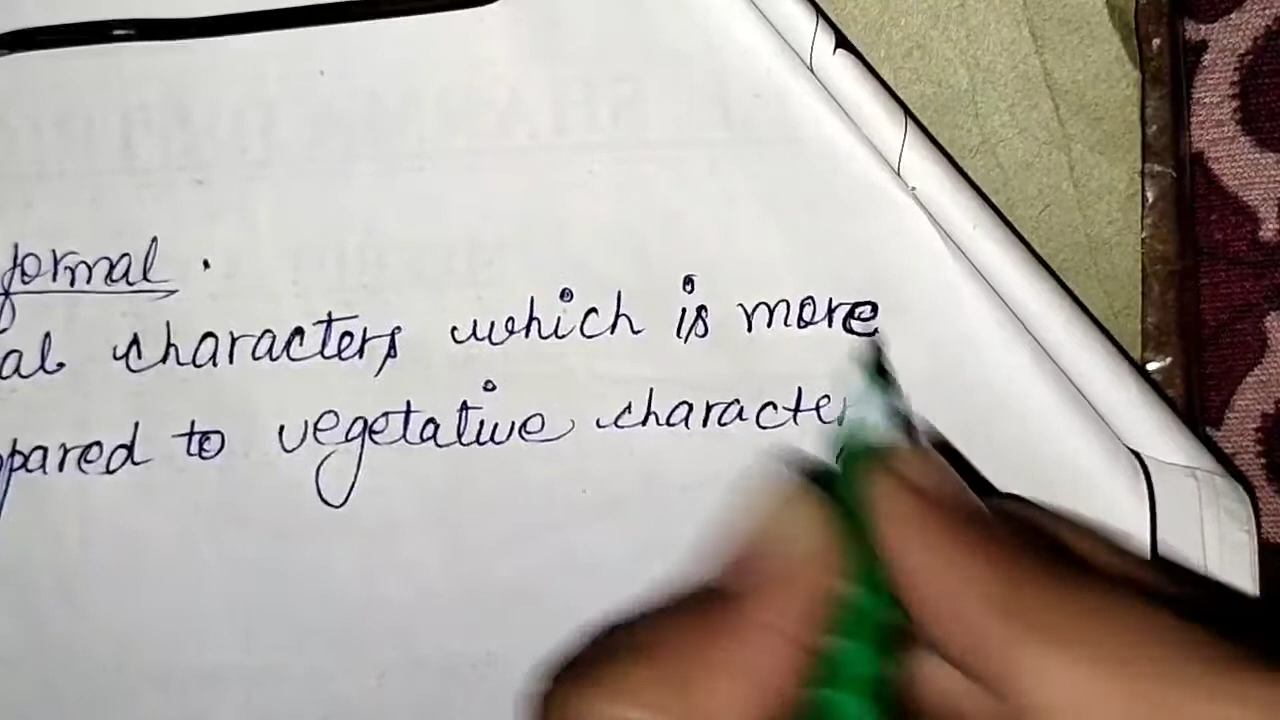 formal .
al characters which is more
pared to vegetative character